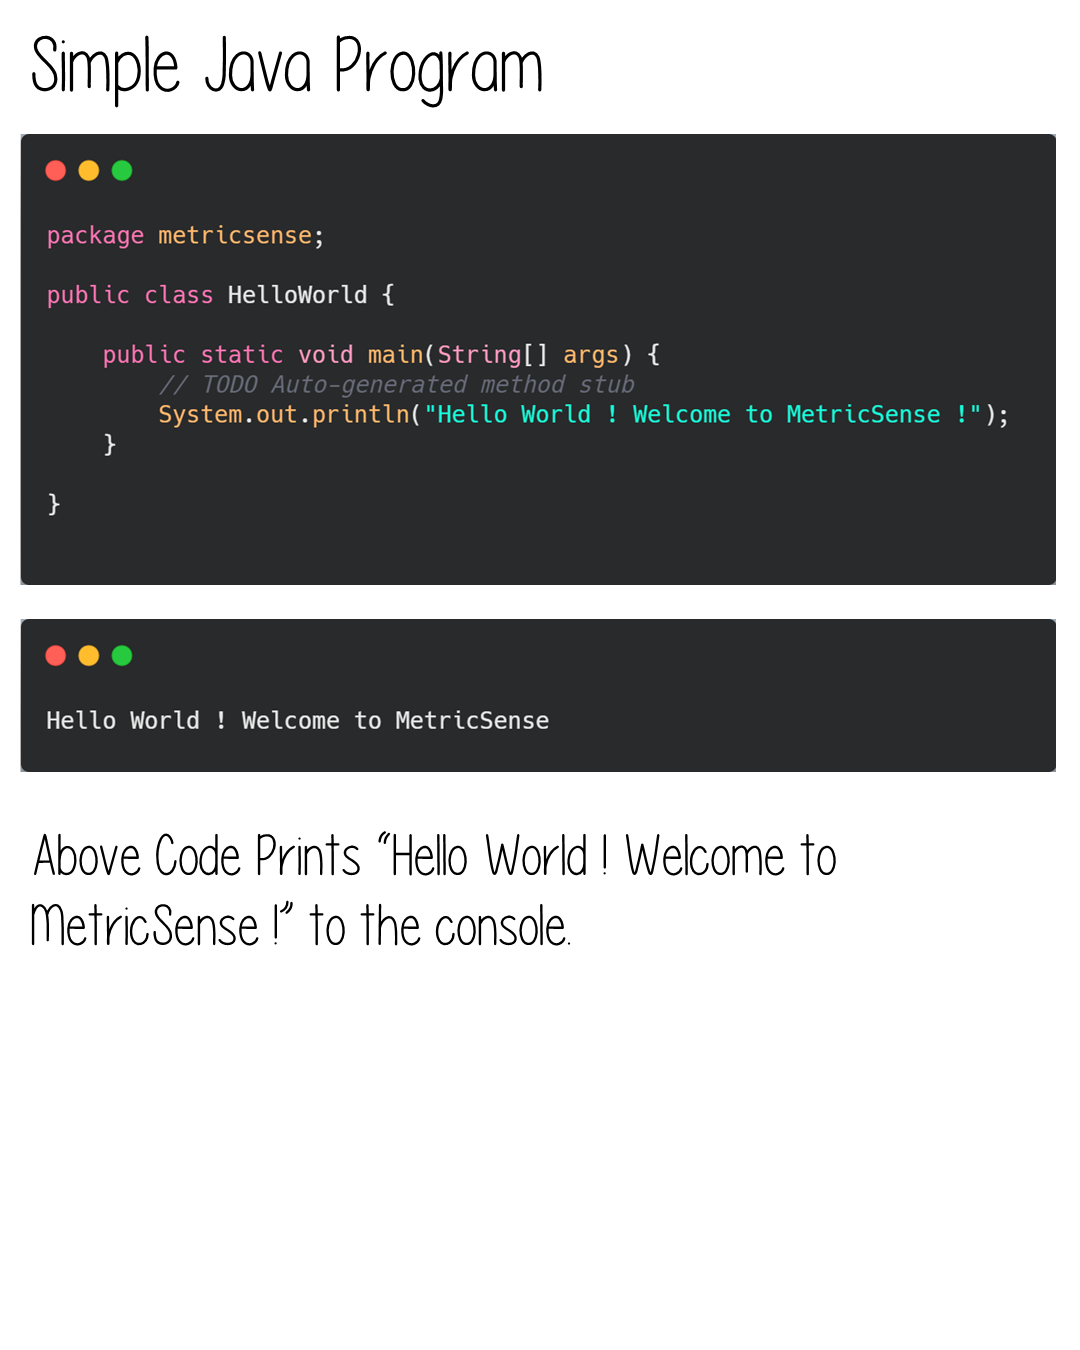 Simple Java Program
package metricsense;
public class HelloWorld {
public static void main(String[] args) {
// TODO Auto-generated method stub
System.out.println("Hello World ! Welcome to MetricSense !");
}
}
Hello World ! Welcome to MetricSense
Above Code Prints “Hello World ! Welcome to
MetricSense !” to the console.